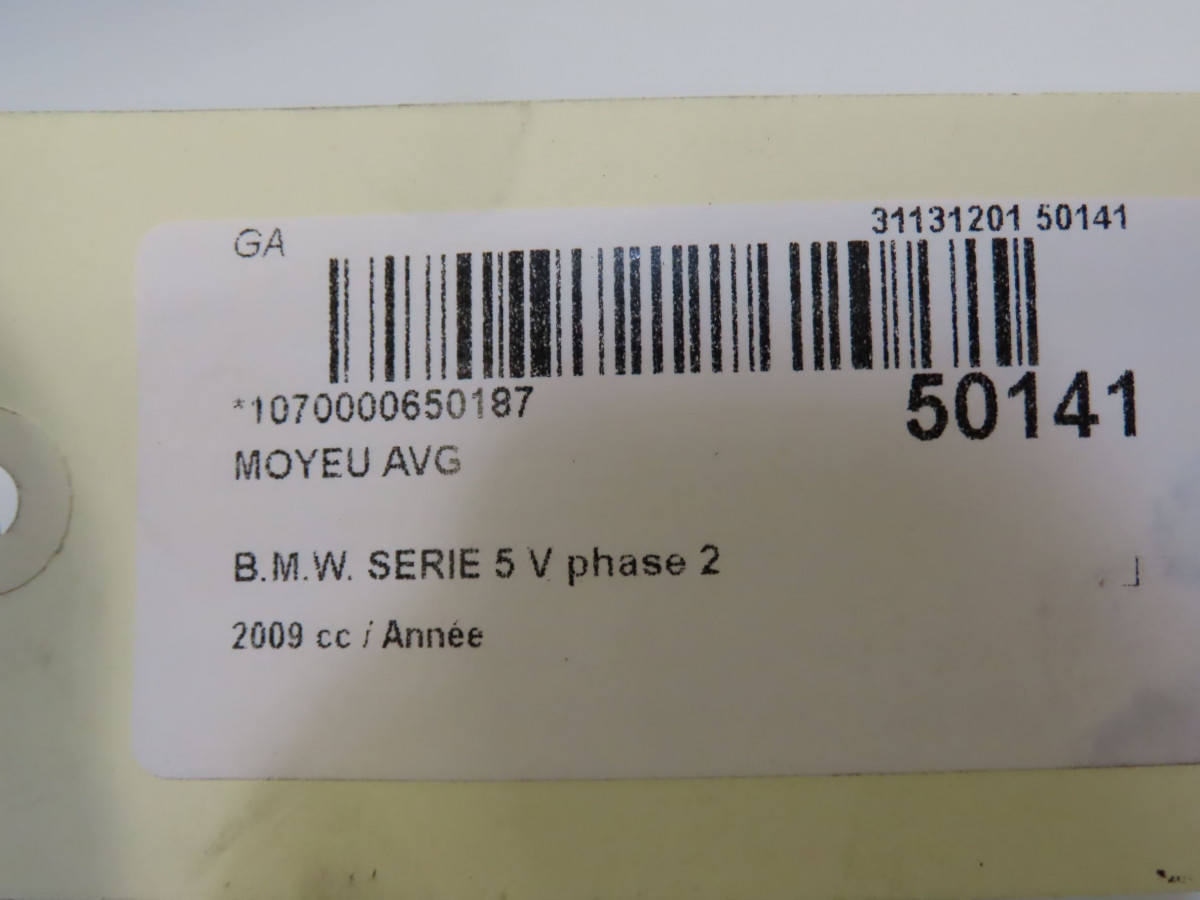 GA 31131201 50141
*1070000650187 50141
MOYEU AVG
B.M.W. SERIE 5 V phase 2
2009 cc / Année